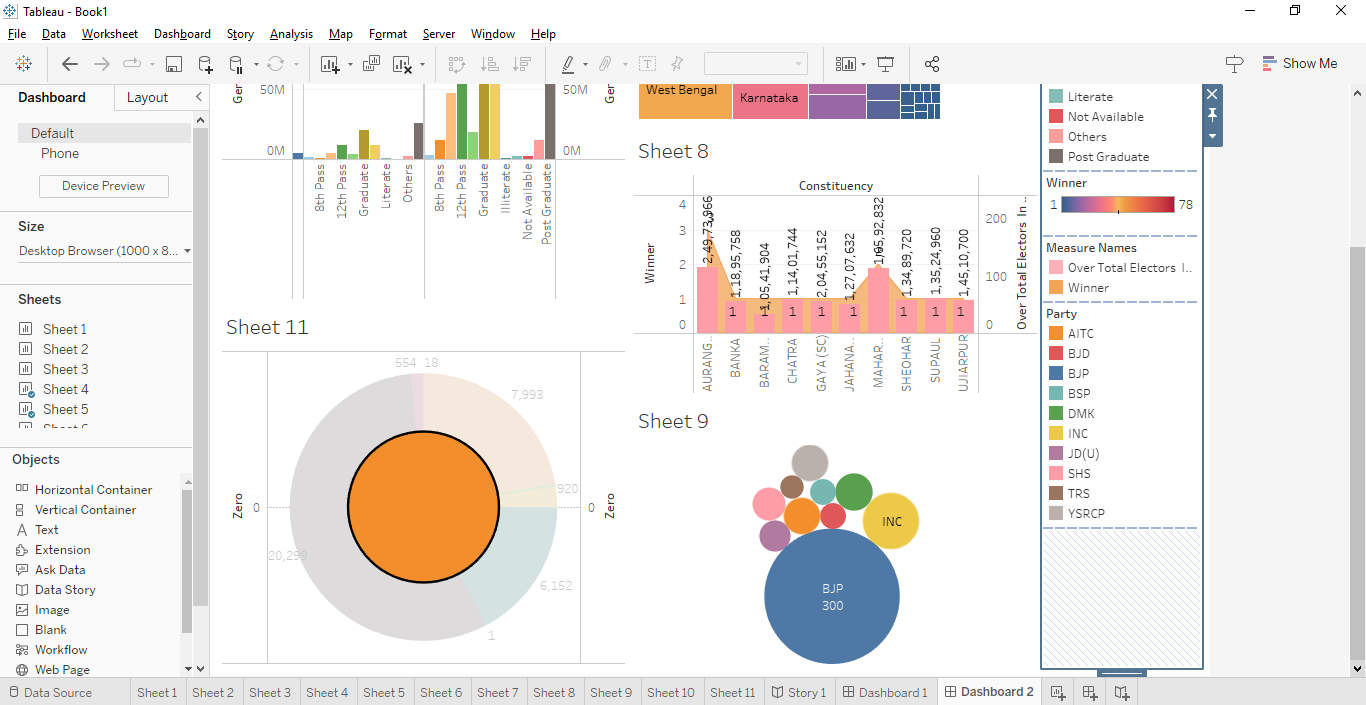 Tableau - Book1
File Data Worksheet Dashboard Story Analysis Map Format Server Window Help
Show Me
Dashboard Layout
Default
Phone
Device Preview
Size
Desktop Browser (1000 x 8...
Sheets
Sheet 1
Sheet 2
Sheet 3
Sheet 4
Sheet 5
Objects
Horizontal Container
Vertical Container
Text
Extension
Ask Data
Data Story
Image
Blank
Workflow
Web Page
50M
0M
50M
0M
8th Pass
12th Pass
Graduate
Literate
Others
8th Pass
12th Pass
Graduate
Illiterate
Not Available
Post Graduate
West Bengal
Karnataka
Sheet 11
554 18
7,993
920
Zero 0
0 Zero
20,299
6,152
1
Sheet 8
Constituency
4
3
2
1
0
Winner
2,49,73,966
1,18,95,758
1,05,41,904
1,14,01,744
2,04,55,152
1,27,07,632
1,34,89,720
1,35,24,960
1,45,10,700
1 1 1 1 1 1 1 1
200
100
0
Over Total Electors In..
AURANG..
BANKA
BARAM..
CHATRA
GAYA (SC)
JAHANA..
MAHAR..
SHEOHAR
SUPAUL
UJIARPUR
Sheet 9
INC
BJP
300
Literate
Not Available
Others
Post Graduate
Winner
1 78
Measure Names
Over Total Electors I..
Winner
Party
AITC
BJD
BJP
BSP
DMK
INC
JD(U)
SHS
TRS
YSRCP
Data Source Sheet 1 Sheet 2 Sheet 3 Sheet 4 Sheet 5 Sheet 6 Sheet 7 Sheet 8 Sheet 9 Sheet 10 Sheet 11 Story 1 Dashboard 1 Dashboard 2